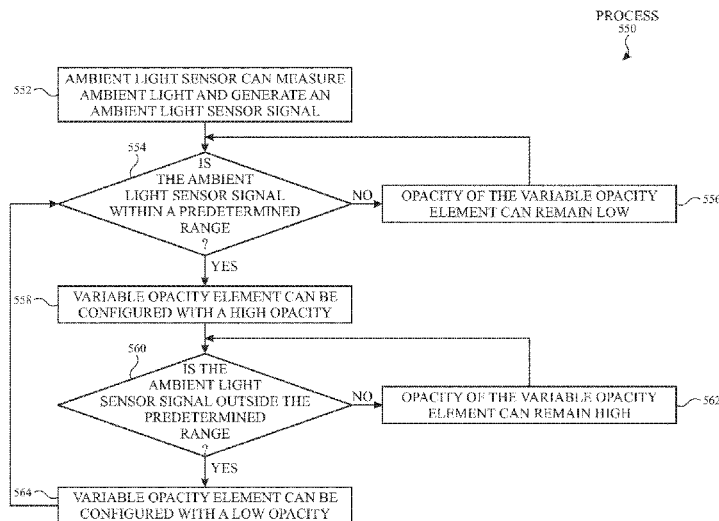 PROCESS
550
552
AMBIENT LIGHT SENSOR CAN MEASURE
AMBIENT LIGHT AND GENERATE AN
AMBIENT LIGHT SENSOR SIGNAL
554
IS
THE AMBIENT
LIGHT SENSOR SIGNAL
WITHIN A PREDETERMINED
RANGE
?
NO
OPACITY OF THE VARIABLE OPACITY
ELEMENT CAN REMAIN LOW
556
YES
558
VARIABLE OPACITY ELEMENT CAN BE
CONFIGURED WITH A HIGH OPACITY
560
IS THE
AMBIENT LIGHT
SENSOR SIGNAL OUTSIDE THE
PREDETERMINED
RANGE
?
NO
OPACITY OF THE VARIABLE OPACITY
ELEMENT CAN REMAIN HIGH
562
YES
564
VARIABLE OPACITY ELEMENT CAN BE
CONFIGURED WITH A LOW OPACITY